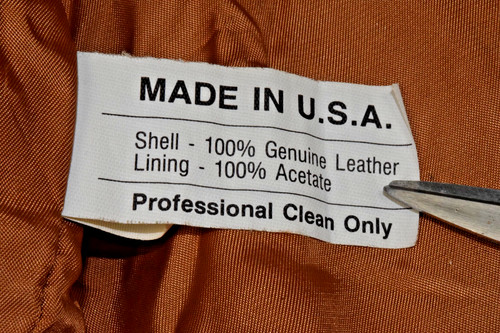 MADE IN U.S.A.
Shell - 100% Genuine Leather
Lining - 100% Acetate
Professional Clean Only